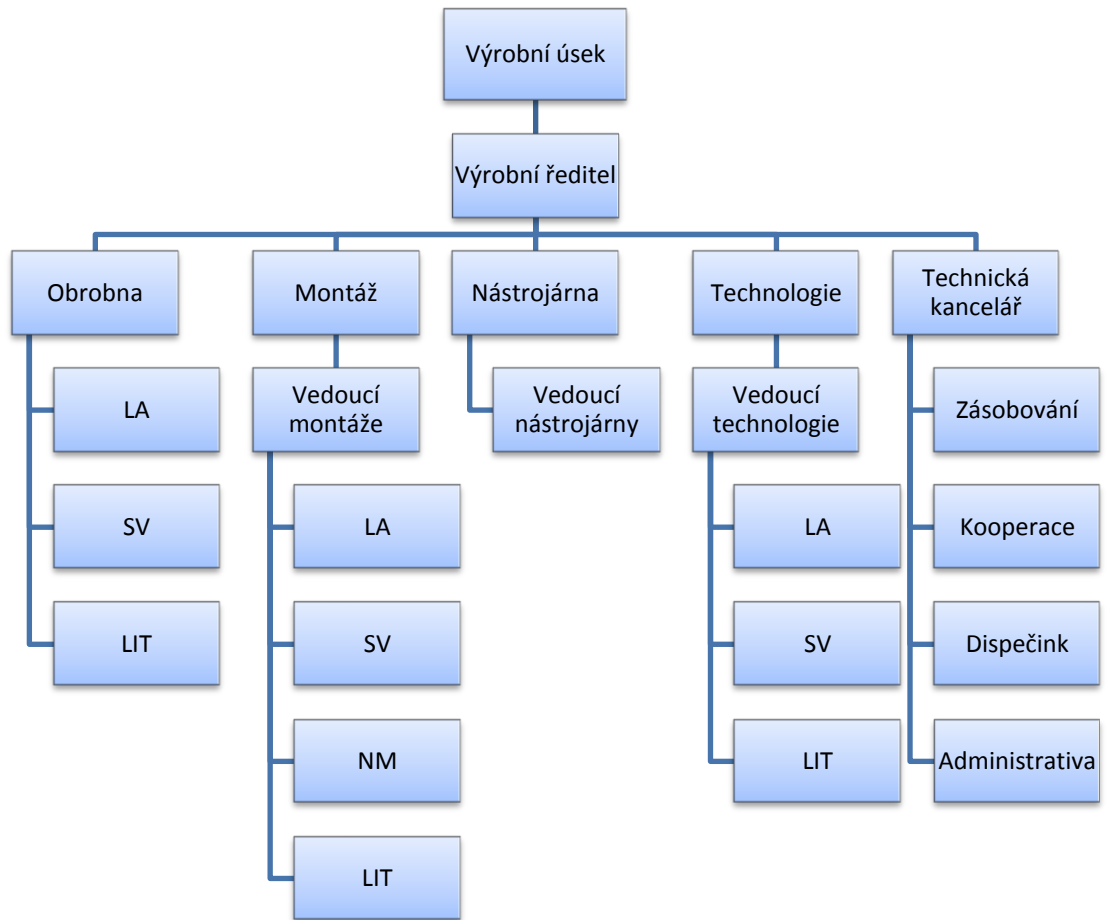 Výrobní úsek
Výrobní ředitel
Obrobna
LA
SV
LIT
Montáž
Vedoucí
montáže
LA
SV
NM
LIT
Nástrojárna
Vedoucí
nástrojárny
Technologie
Vedoucí
technologie
LA
SV
LIT
Technická
kancelář
Zásobování
Kooperace
Dispečink
Administrativa